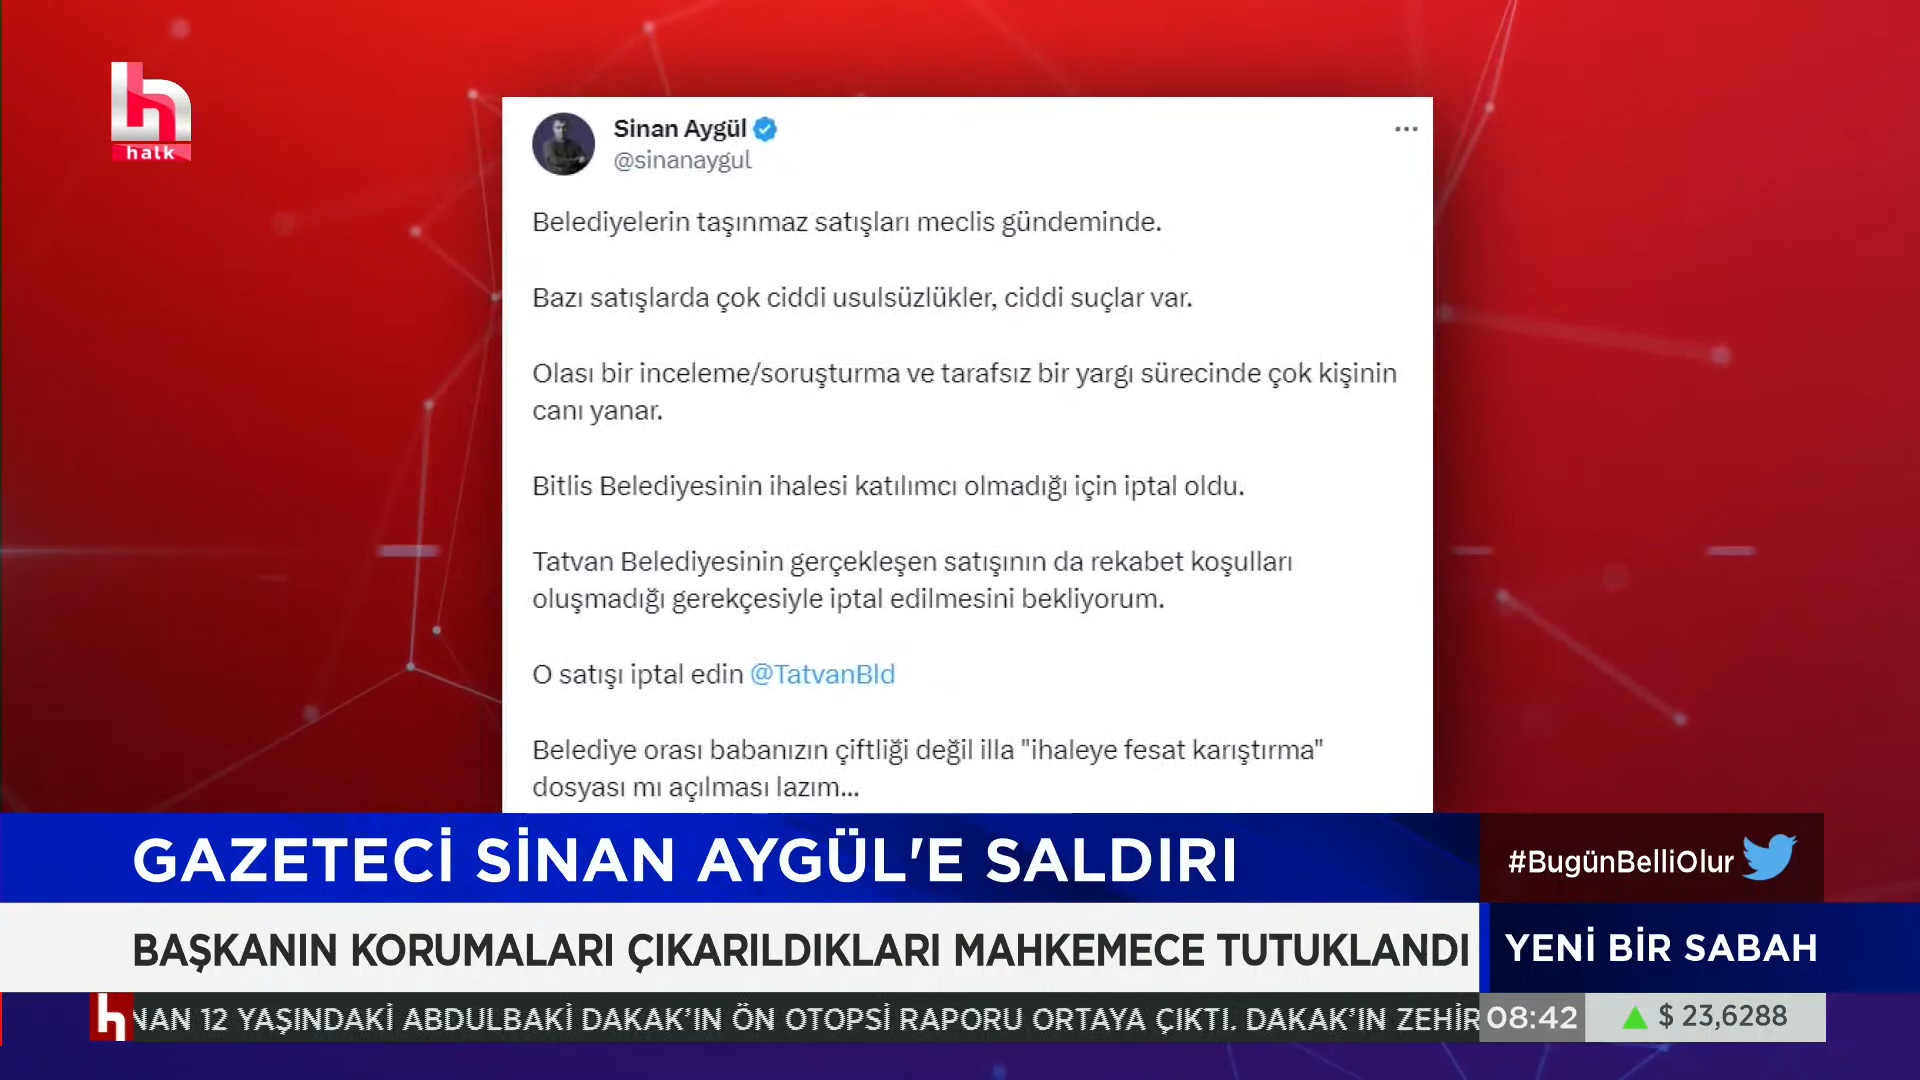 halk
Sinan Aygül
@sinanaygul
Belediyelerin taşınmaz satışları meclis gündeminde.
Bazı satışlarda çok ciddi usulsüzlükler, ciddi suçlar var.
Olası bir inceleme/soruşturma ve tarafsız bir yargı sürecinde çok kişinin
canı yanar.
Bitlis Belediyesinin ihalesi katılımcı olmadığı için iptal oldu.
Tatvan Belediyesinin gerçekleşen satışının da rekabet koşulları
oluşmadığı gerekçesiyle iptal edilmesini bekliyorum.
O satışı iptal edin @TatvanBld
Belediye orası babanızın çiftliği değil illa "ihaleye fesat karıştırma"
dosyası mı açılması lazım...
GAZETECİ SİNAN AYGÜL'E SALDIRI
#BugünBelliOlur
BAŞKANIN KORUMALARI ÇIKARILDIKLARI MAHKEMECE TUTUKLANDI
YENİ BİR SABAH
12 YAŞINDAKİ ABDULBAKİ DAKAK'IN ÖN OTOPSİ RAPORU ORTAYA ÇIKTI. DAKAK'IN
08:42
$ 23,6288